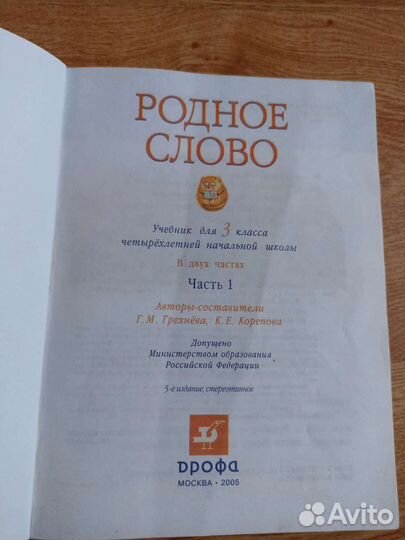 РОДНОЕ
СЛОВО
Учебник для 3 класса
четырёхлетней начальной школы
В двух частях
Часть 1
Авторы-составители
Г. М. Грехнёва, К. Е. Корепова
Допущено
Министерством образования
Российской Федерации
5-е издание, стереотипное
ДРОФА
МОСКВА • 2005
Avito